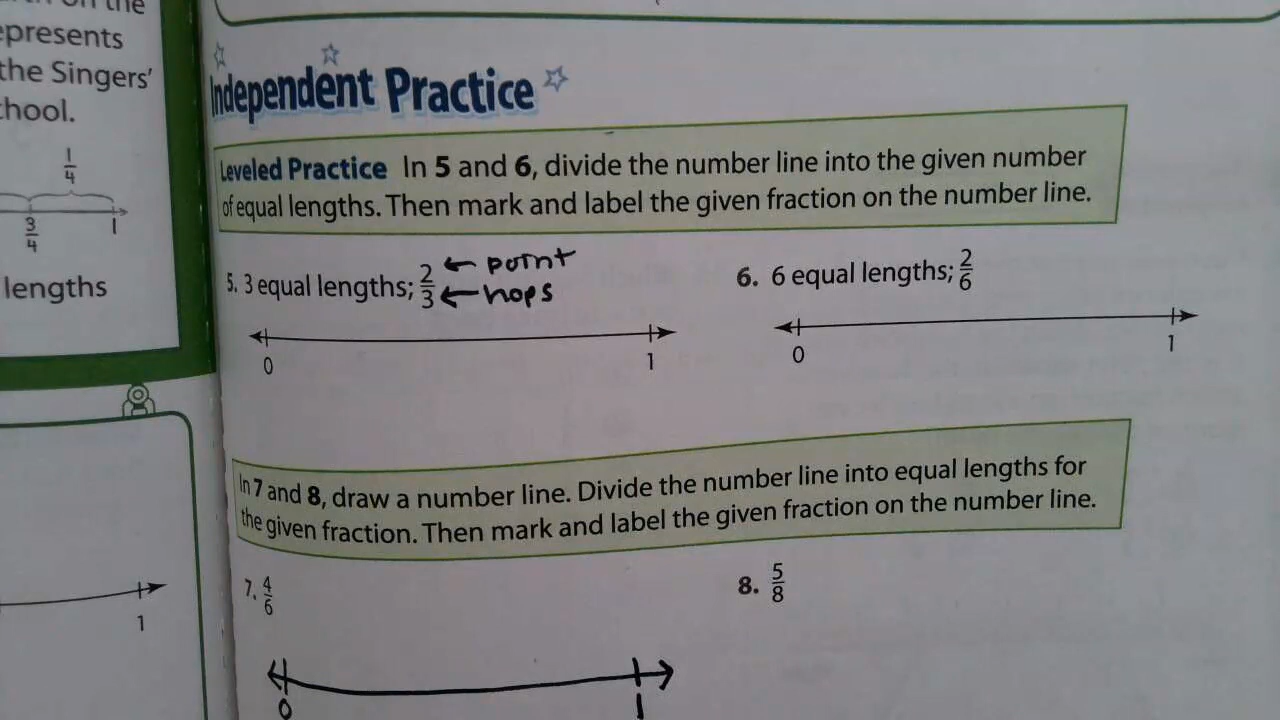 the
epresents
the Singers'
chool.
1/4
3/4 1
lengths
1
Independent Practice
Leveled Practice In 5 and 6, divide the number line into the given number
of equal lengths. Then mark and label the given fraction on the number line.
5. 3 equal lengths; 2/3 ← point ← hops
0 1
6. 6 equal lengths; 2/6
0 1
In 7 and 8, draw a number line. Divide the number line into equal lengths for
the given fraction. Then mark and label the given fraction on the number line.
7. 4/6
0 1
8. 5/8